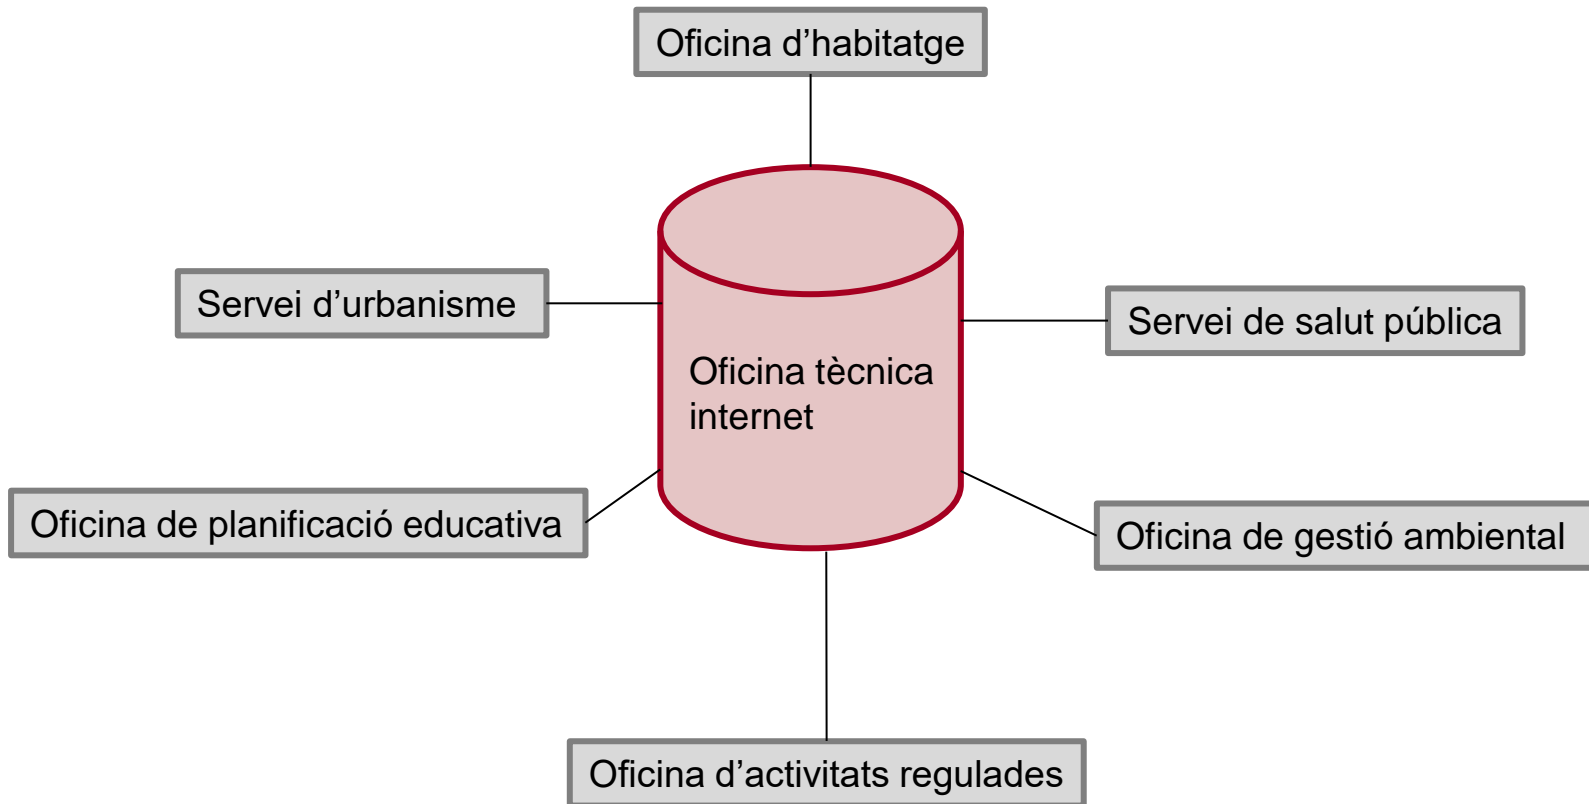 Oficina d’habitatge
Servei d’urbanisme
Servei de salut pública
Oficina tècnica
internet
Oficina de planificació educativa
Oficina de gestió ambiental
Oficina d’activitats regulades